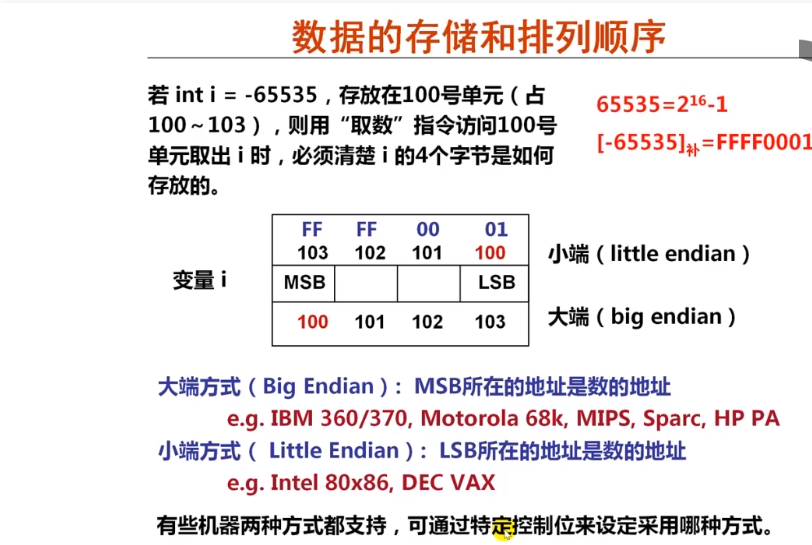 数据的存储和排列顺序
若 int i = -65535，存放在100号单元（占
100～103），则用“取数”指令访问100号
单元取出 i 时，必须清楚 i 的4个字节是如何
存放的。
65535=2¹⁶-1
[-65535]补=FFFF0001
FF FF 00 01
103 102 101 100 小端（little endian）
变量 i MSB LSB
100 101 102 103 大端（big endian）
大端方式（Big Endian）：MSB所在的地址是数的地址
e.g. IBM 360/370, Motorola 68k, MIPS, Sparc, HP PA
小端方式（ Little Endian）：LSB所在的地址是数的地址
e.g. Intel 80x86, DEC VAX
有些机器两种方式都支持，可通过特定控制位来设定采用哪种方式。